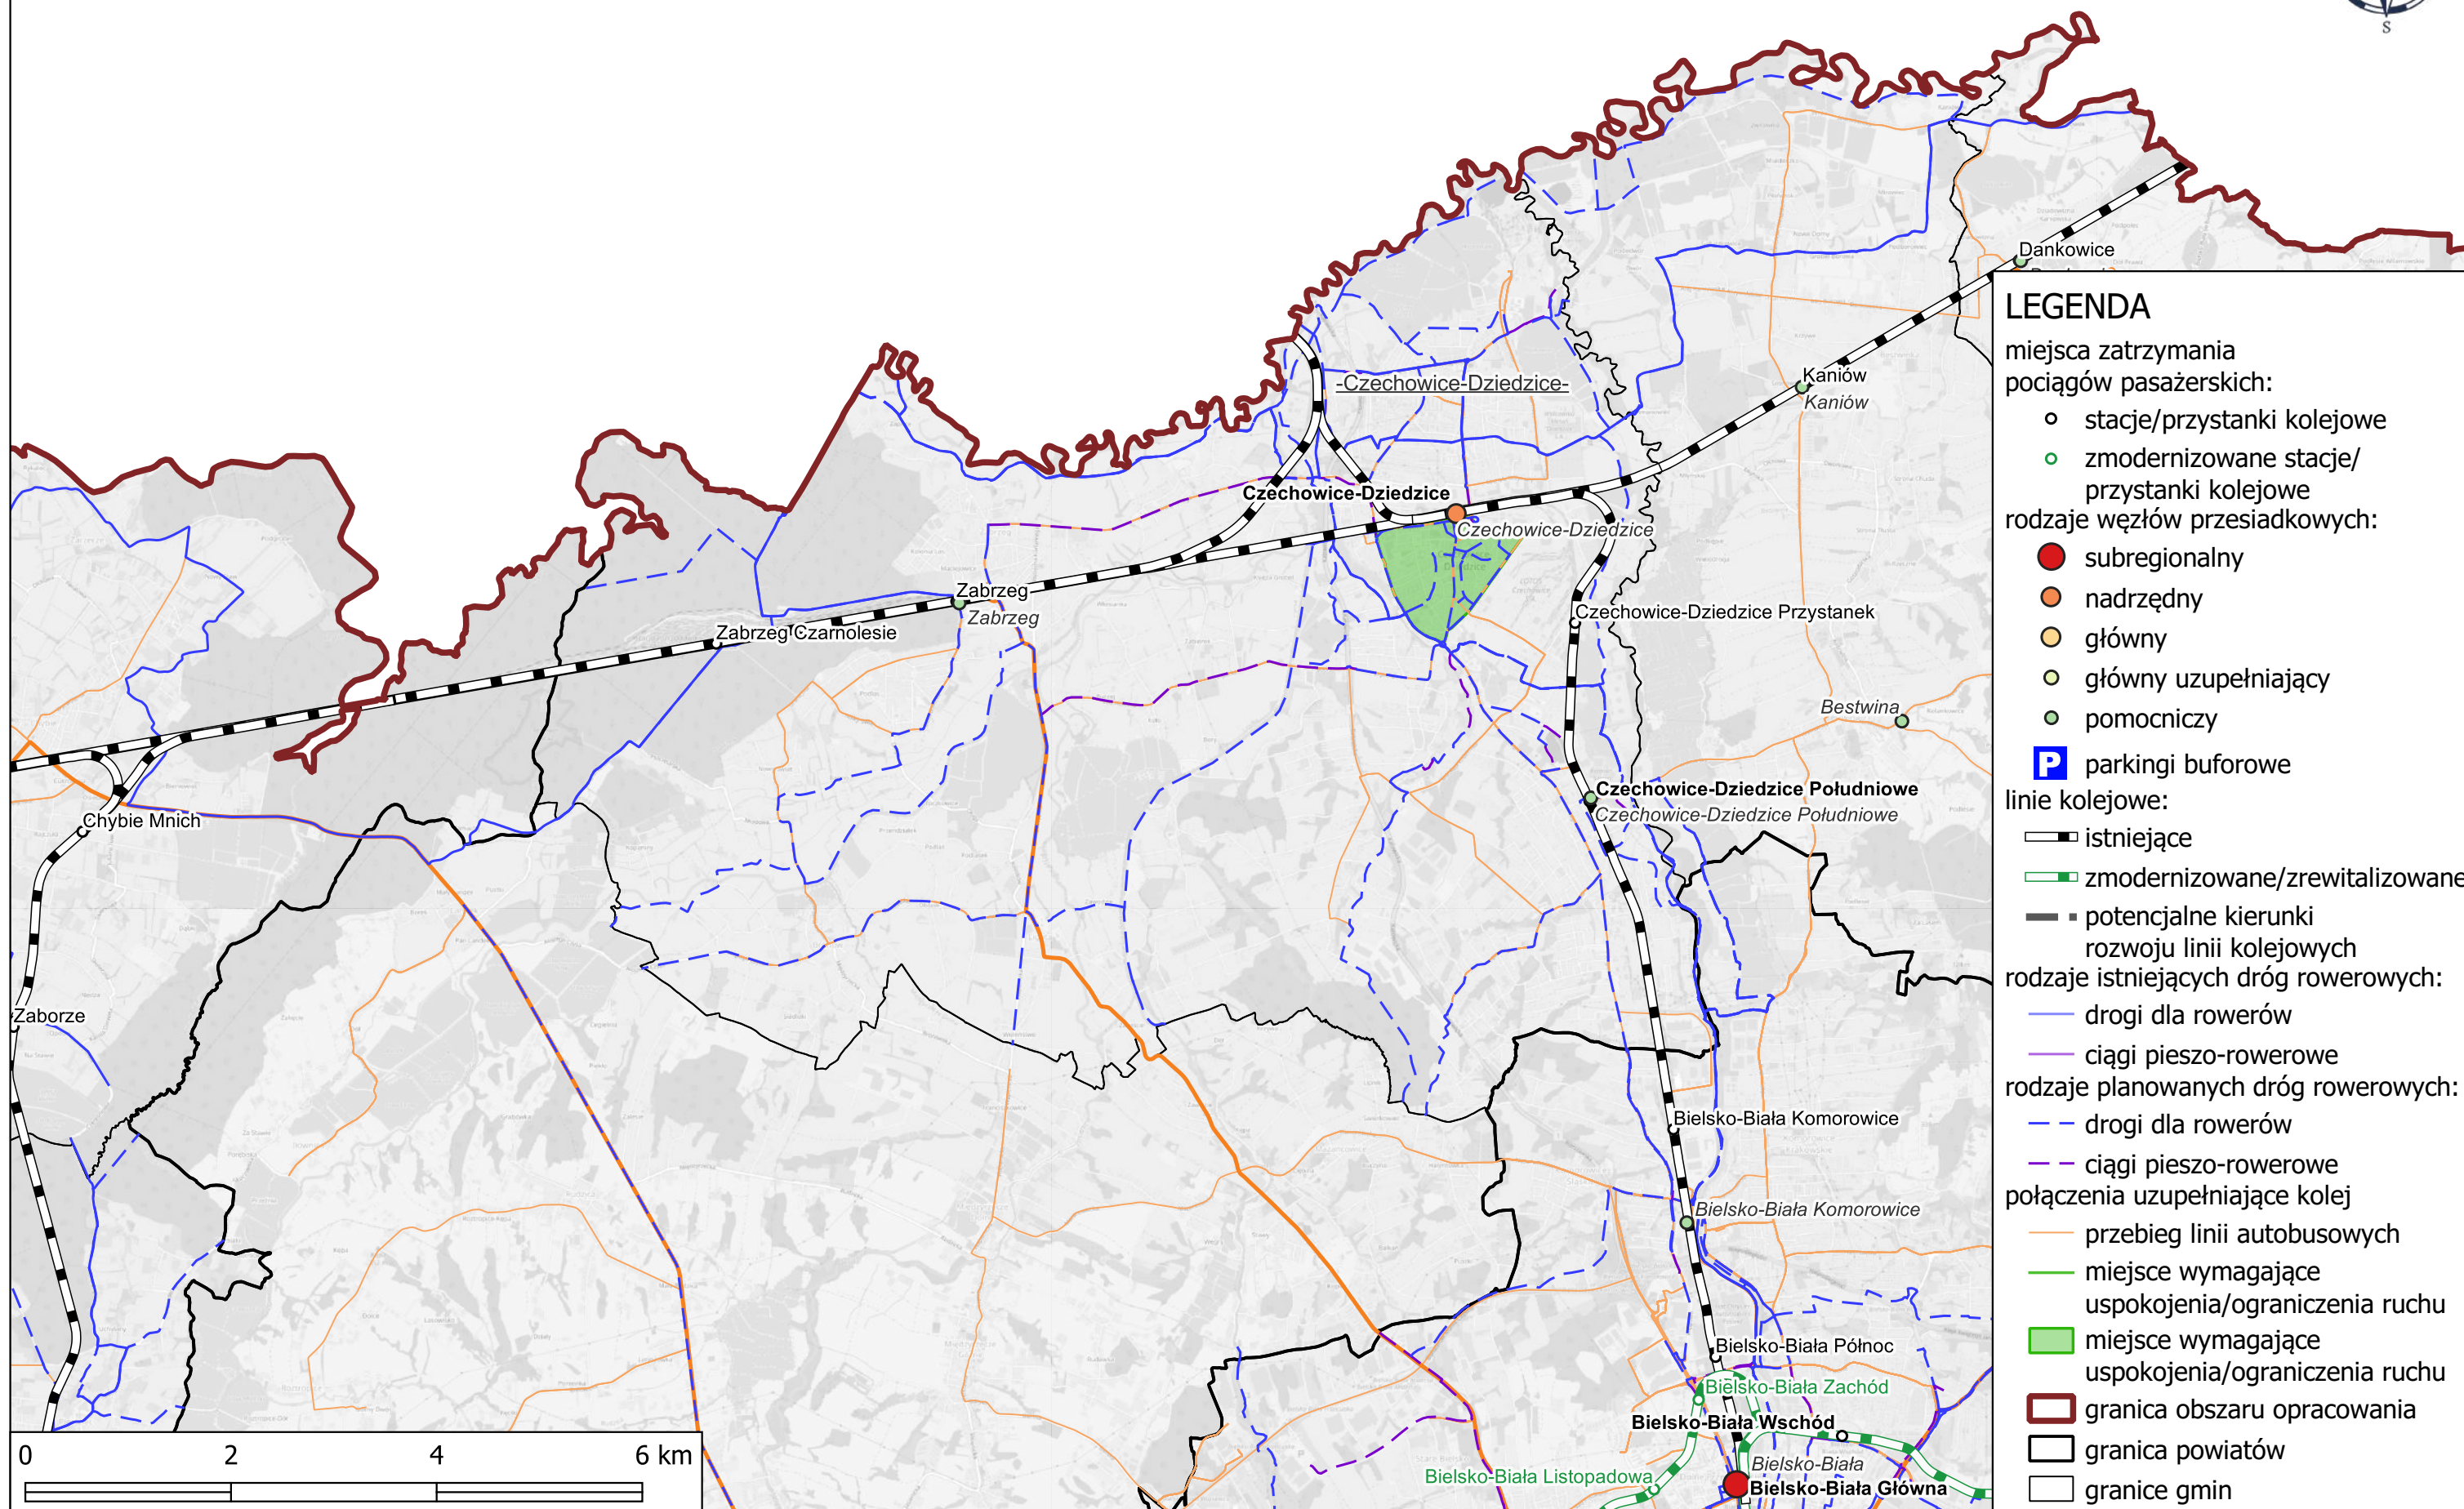 S
Dankowice
-Czechowice-Dziedzice-
Kaniów
Kaniów
Czechowice-Dziedzice
Czechowice-Dziedzice
Zabrzeg
Zabrzeg
Zabrzeg Czarnolesie
Czechowice-Dziedzice Przystanek
Bestwina
Czechowice-Dziedzice Południowe
Czechowice-Dziedzice Południowe
Chybie Mnich
Zaborze
Bielsko-Biała Komorowice
Bielsko-Biała Komorowice
Bielsko-Biała Północ
Bielsko-Biała Zachód
Bielsko-Biała Wschód
Bielsko-Biała
Bielsko-Biała Listopadowa
Bielsko-Biała Główna
0 2 4 6 km
LEGENDA
miejsca zatrzymania
pociągów pasażerskich:
stacje/przystanki kolejowe
zmodernizowane stacje/
przystanki kolejowe
rodzaje węzłów przesiadkowych:
subregionalny
nadrzędny
główny
główny uzupełniający
pomocniczy
P parkingi buforowe
linie kolejowe:
istniejące
zmodernizowane/zrewitalizowane
potencjalne kierunki
rozwoju linii kolejowych
rodzaje istniejących dróg rowerowych:
drogi dla rowerów
ciągi pieszo-rowerowe
rodzaje planowanych dróg rowerowych:
drogi dla rowerów
ciągi pieszo-rowerowe
połączenia uzupełniające kolej
przebieg linii autobusowych
miejsce wymagające
uspokojenia/ograniczenia ruchu
miejsce wymagające
uspokojenia/ograniczenia ruchu
granica obszaru opracowania
granica powiatów
granice gmin